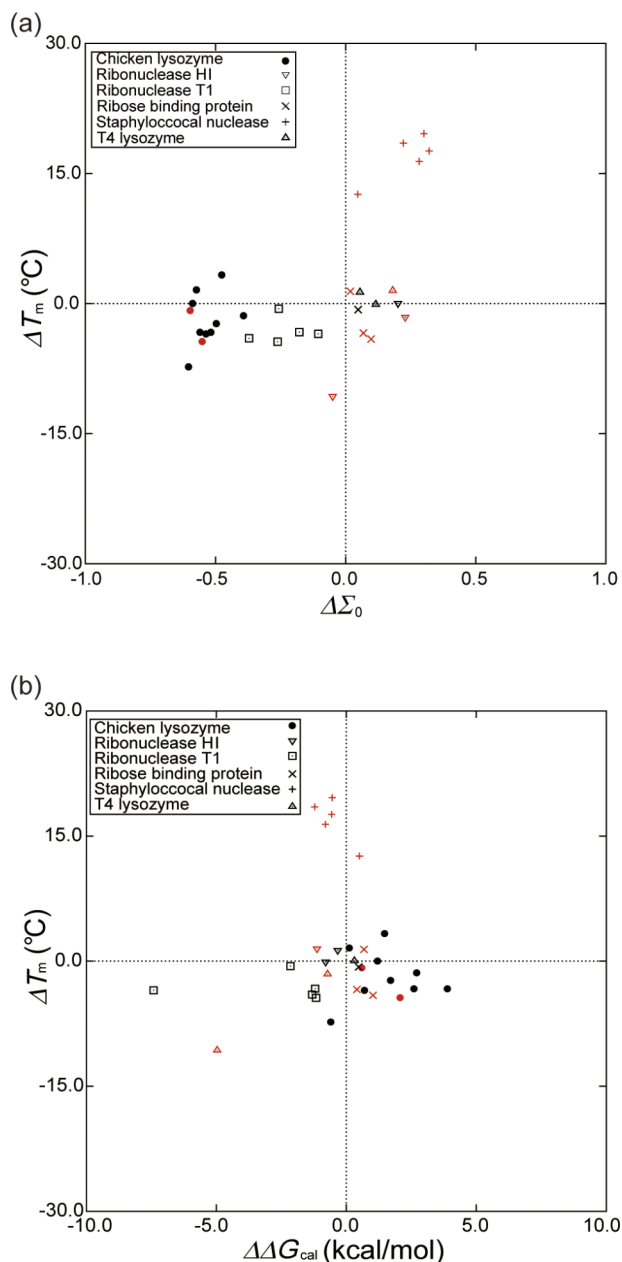 (a)
30.0
Chicken lysozyme
Ribonuclease HI
Ribonuclease T1
Ribose binding protein
Staphyloccocal nuclease
T4 lysozyme
15.0
ΔTm (°C)
0.0
-15.0
-30.0
-1.0 -0.5 0.0 0.5 1.0
ΔΣ0
(b)
30.0
Chicken lysozyme
Ribonuclease HI
Ribonuclease T1
Ribose binding protein
Staphyloccocal nuclease
T4 lysozyme
15.0
ΔTm (°C)
0.0
-15.0
-30.0
-10.0 -5.0 0.0 5.0 10.0
ΔΔGcal (kcal/mol)